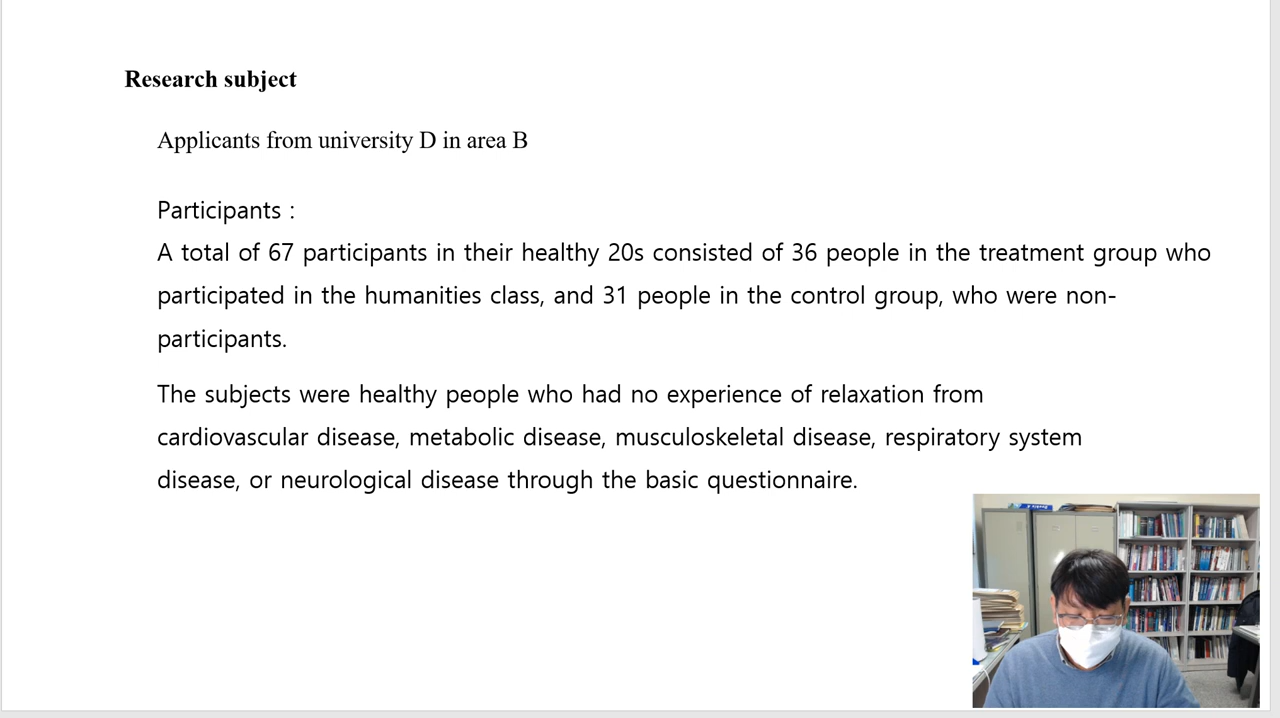 Research subject
Applicants from university D in area B
Participants :
A total of 67 participants in their healthy 20s consisted of 36 people in the treatment group who
participated in the humanities class, and 31 people in the control group, who were non-
participants.
The subjects were healthy people who had no experience of relaxation from
cardiovascular disease, metabolic disease, musculoskeletal disease, respiratory system
disease, or neurological disease through the basic questionnaire.